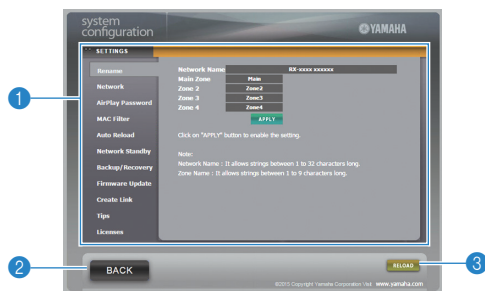 system
configuration
YAMAHA
SETTINGS
Rename
Network
AirPlay Password
MAC Filter
Auto Reload
Network Standby
Backup/Recovery
Firmware Update
Create Link
Tips
Licenses
Network Name RX-xxxx xxxxxx
Main Zone Main
Zone 2 Zone2
Zone 3 Zone3
Zone 4 Zone4
APPLY
Click on "APPLY" button to enable the setting.
Note:
Network Name : It allows strings between 1 to 32 characters long.
Zone Name : It allows strings between 1 to 9 characters long.
1
2
BACK
RELOAD
3
©2015 Copyright Yamaha Corporation Visit www.yamaha.com